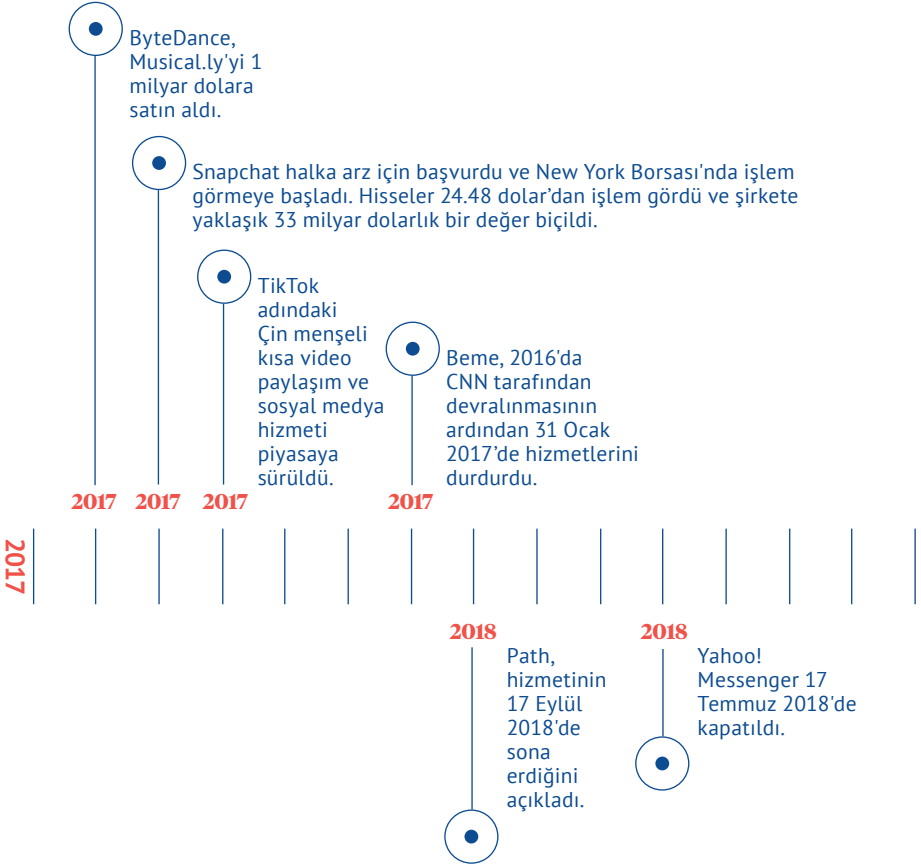 ByteDance,
Musical.ly'yi 1
milyar dolara
satın aldı.
Snapchat halka arz için başvurdu ve New York Borsası'nda işlem
görmeye başladı. Hisseler 24.48 dolar’dan işlem gördü ve şirkete
yaklaşık 33 milyar dolarlık bir değer biçildi.
TikTok
adındaki
Çin menşeli
kısa video
paylaşım ve
sosyal medya
hizmeti
piyasaya
sürüldü.
Beme, 2016'da
CNN tarafından
devralınmasının
ardından 31 Ocak
2017’de hizmetlerini
durdurdu.
2017 2017 2017 2017
2017
2018 2018
Path,
hizmetinin
17 Eylül
2018'de
sona
erdiğini
açıkladı.
Yahoo!
Messenger 17
Temmuz 2018'de
kapatıldı.